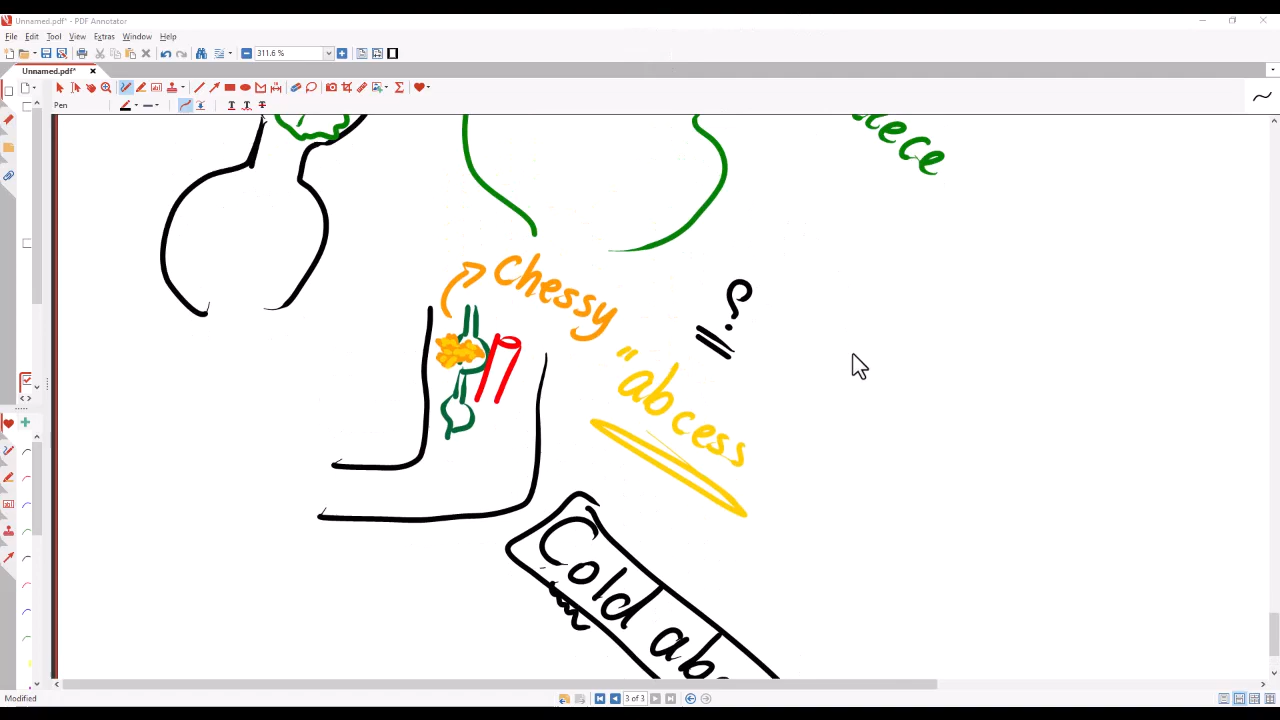 Unnamed.pdf* - PDF Annotator
File Edit Tool View Extras Window Help
311.6 %
Unnamed.pdf*
Pen
?
chessy
"abcess
Cold ab
Modified
3 of 3